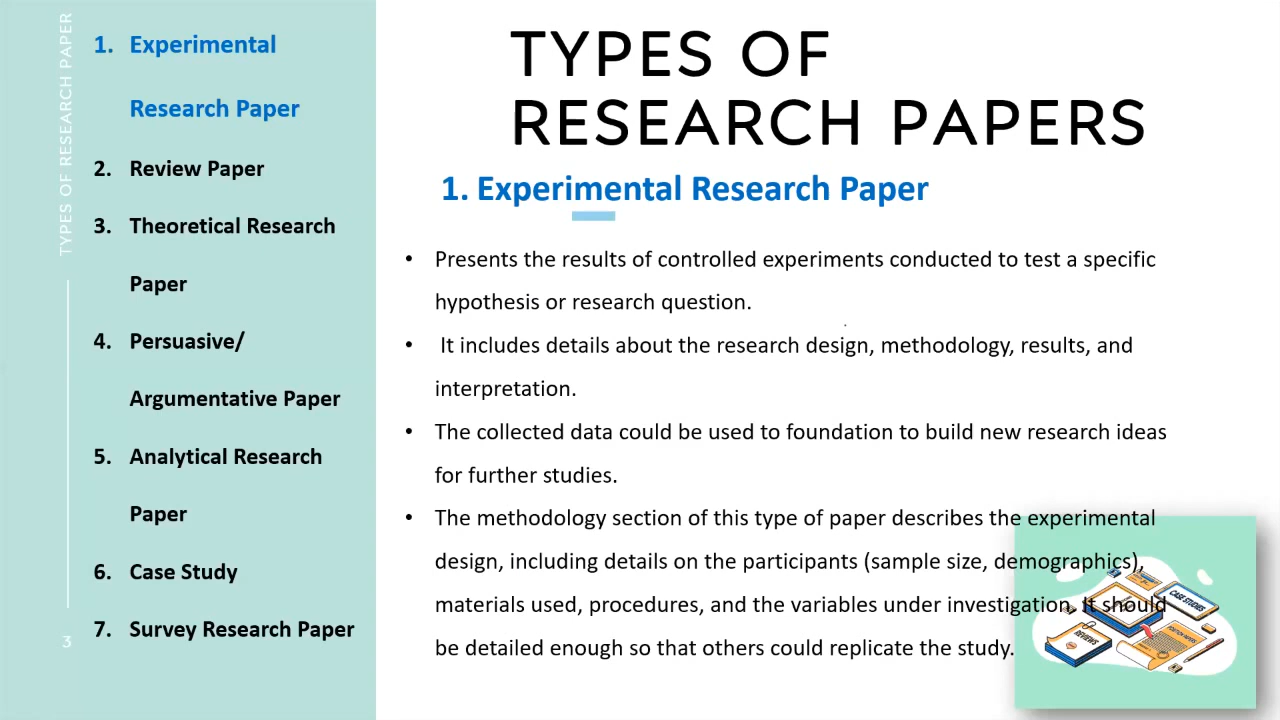 TYPES OF RESEARCH PAPER
3
1. Experimental
Research Paper
2. Review Paper
3. Theoretical Research
Paper
4. Persuasive/
Argumentative Paper
5. Analytical Research
Paper
6. Case Study
7. Survey Research Paper
TYPES OF
RESEARCH PAPERS
1. Experimental Research Paper
• Presents the results of controlled experiments conducted to test a specific
hypothesis or research question.
• It includes details about the research design, methodology, results, and
interpretation.
• The collected data could be used to foundation to build new research ideas
for further studies.
• The methodology section of this type of paper describes the experimental
design, including details on the participants (sample size, demographics),
materials used, procedures, and the variables under investigation. It should
be detailed enough so that others could replicate the study.
CASE STUDIES
REVIEWS